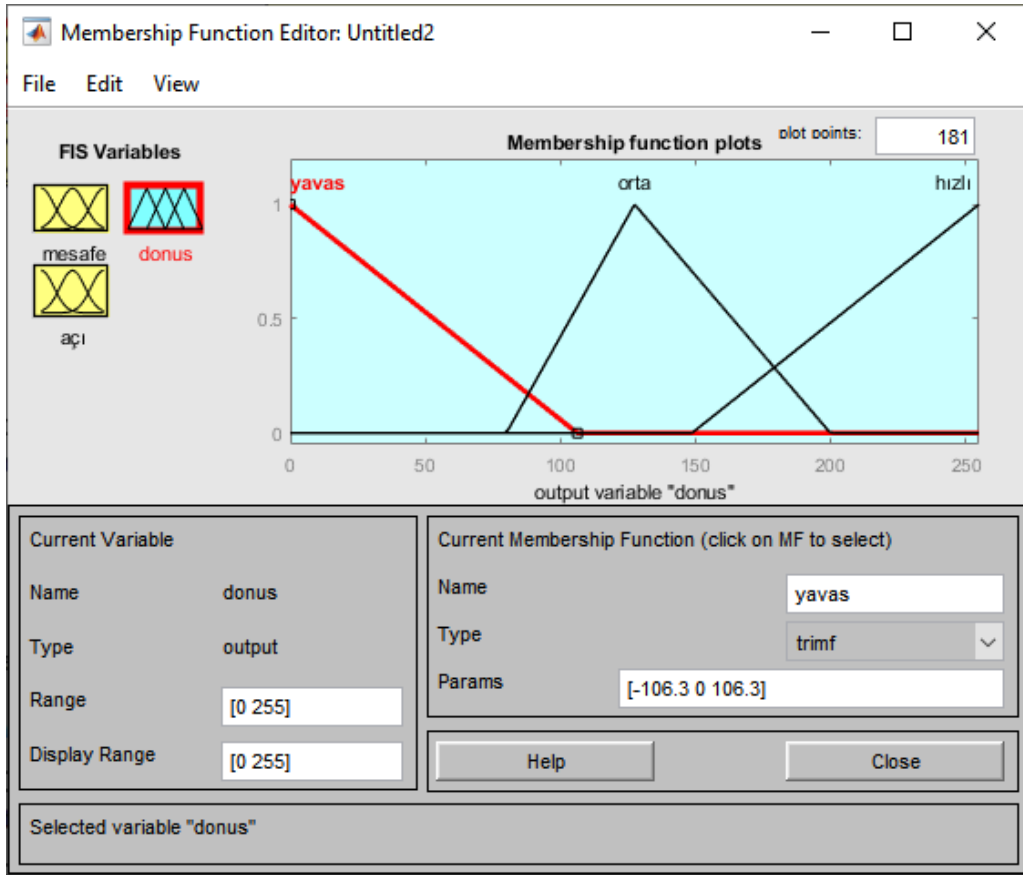 Membership Function Editor: Untitled2
File Edit View
FIS Variables
Membership function plots
plot points:
181
mesafe
donus
açı
yavas
orta
hızlı
1
0.5
0
0 50 100 150 200 250
output variable "donus"
Current Variable
Name donus
Type output
Range [0 255]
Display Range [0 255]
Current Membership Function (click on MF to select)
Name yavas
Type trimf
Params [-106.3 0 106.3]
Help Close
Selected variable "donus"